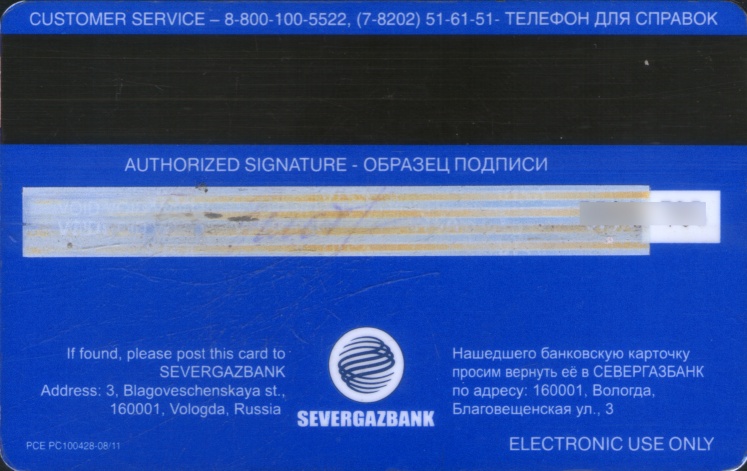 CUSTOMER SERVICE – 8-800-100-5522, (7-8202) 51-61-51- ТЕЛЕФОН ДЛЯ СПРАВОК
AUTHORIZED SIGNATURE - ОБРАЗЕЦ ПОДПИСИ
If found, please post this card to
SEVERGAZBANK
Address: 3, Blagoveschenskaya st.,
160001, Vologda, Russia
SEVERGAZBANK
Нашедшего банковскую карточку
просим вернуть её в СЕВЕРГАЗБАНК
по адресу: 160001, Вологда,
Благовещенская ул., 3
PCE PC100428-08/11
ELECTRONIC USE ONLY